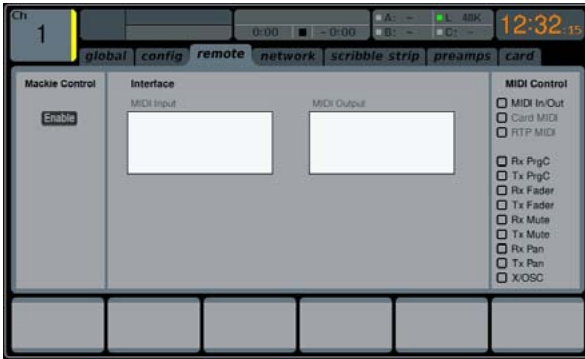 Ch
1
0:00 - 0:00
A: - L 48K
B: - C: -
12:32:15
global config remote network scribble strip preamps card
Mackie Control
Enable
Interface
MIDI Input MIDI Output
MIDI Control
MIDI In/Out
Card MIDI
RTP MIDI
Rx PrgC
Tx PrgC
Rx Fader
Tx Fader
Rx Mute
Tx Mute
Rx Pan
Tx Pan
X/OSC